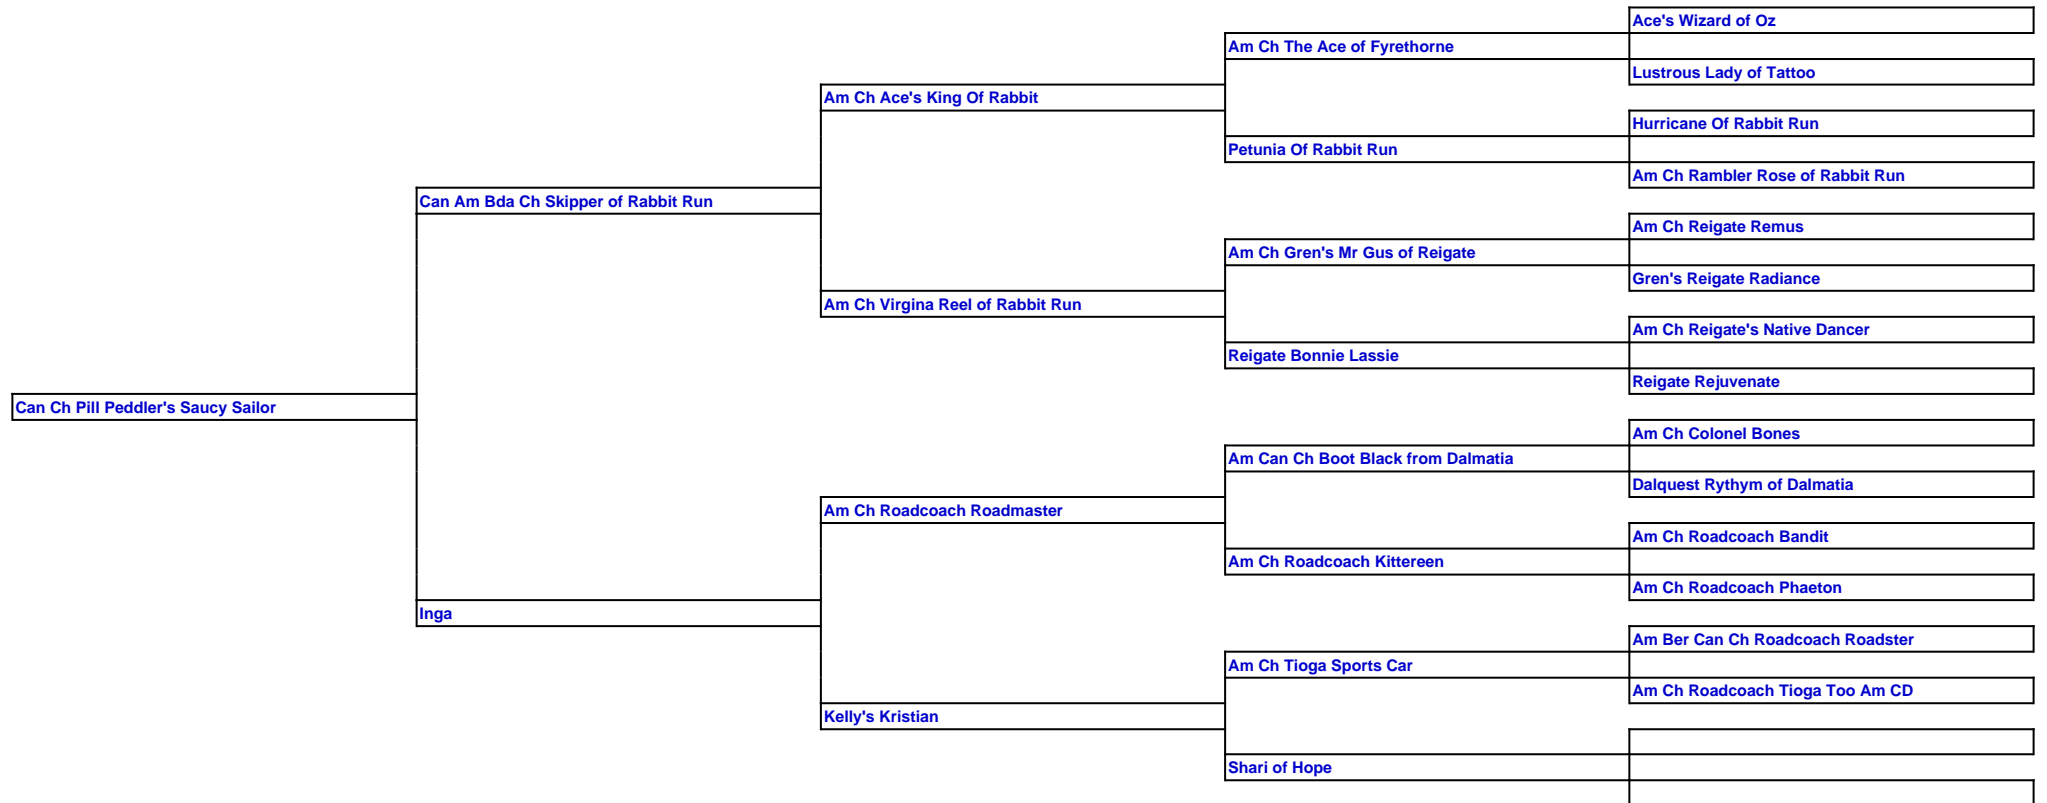 Ace's Wizard of Oz
Am Ch The Ace of Fyrethorne
Lustrous Lady of Tattoo
Am Ch Ace's King Of Rabbit
Hurricane Of Rabbit Run
Petunia Of Rabbit Run
Am Ch Rambler Rose of Rabbit Run
Can Am Bda Ch Skipper of Rabbit Run
Am Ch Reigate Remus
Am Ch Gren's Mr Gus of Reigate
Gren's Reigate Radiance
Am Ch Virgina Reel of Rabbit Run
Am Ch Reigate's Native Dancer
Reigate Bonnie Lassie
Reigate Rejuvenate
Can Ch Pill Peddler's Saucy Sailor
Am Ch Colonel Bones
Am Can Ch Boot Black from Dalmatia
Dalquest Rythym of Dalmatia
Am Ch Roadcoach Roadmaster
Am Ch Roadcoach Bandit
Am Ch Roadcoach Kittereen
Am Ch Roadcoach Phaeton
Inga
Am Ber Can Ch Roadcoach Roadster
Am Ch Tioga Sports Car
Am Ch Roadcoach Tioga Too Am CD
Kelly's Kristian
Shari of Hope